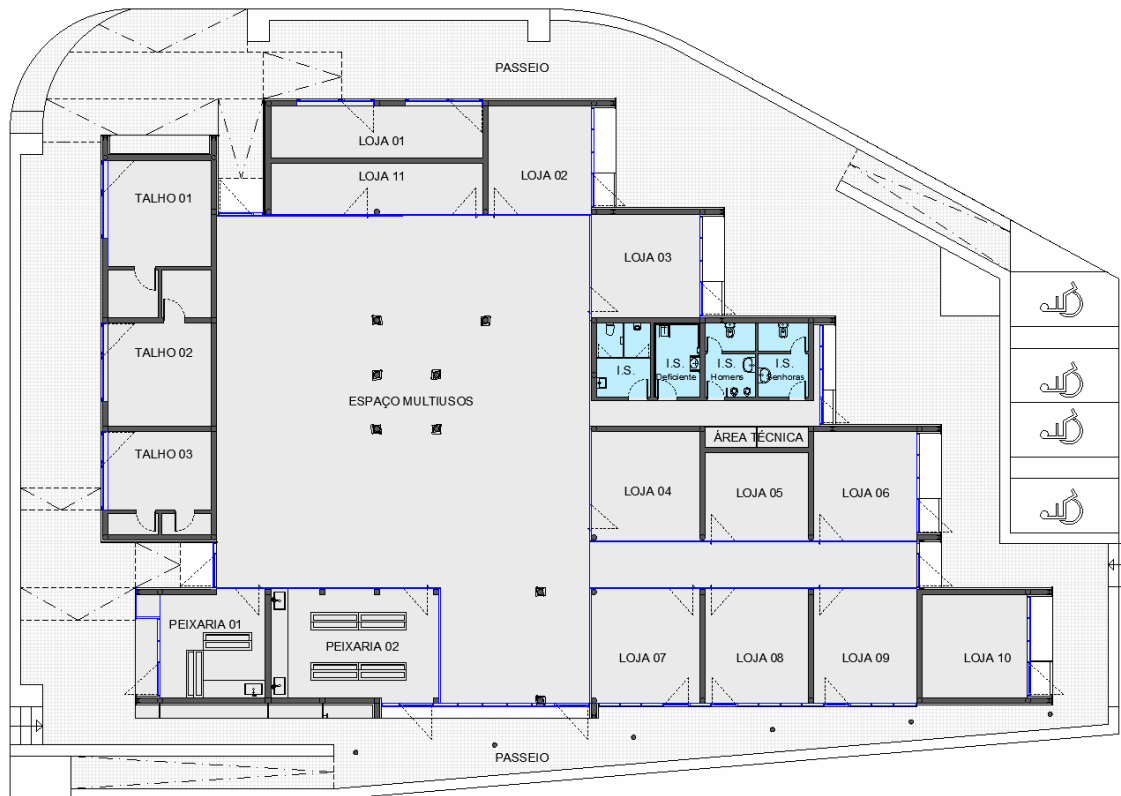 PASSEIO
LOJA 01
LOJA 11
LOJA 02
TALHO 01
LOJA 03
TALHO 02
I.S.
I.S.
Deficiente
I.S.
Homens
I.S.
Senhoras
ESPAÇO MULTIUSOS
TALHO 03
ÁREA TÉCNICA
LOJA 04
LOJA 05
LOJA 06
PEIXARIA 01
PEIXARIA 02
LOJA 07
LOJA 08
LOJA 09
LOJA 10
PASSEIO